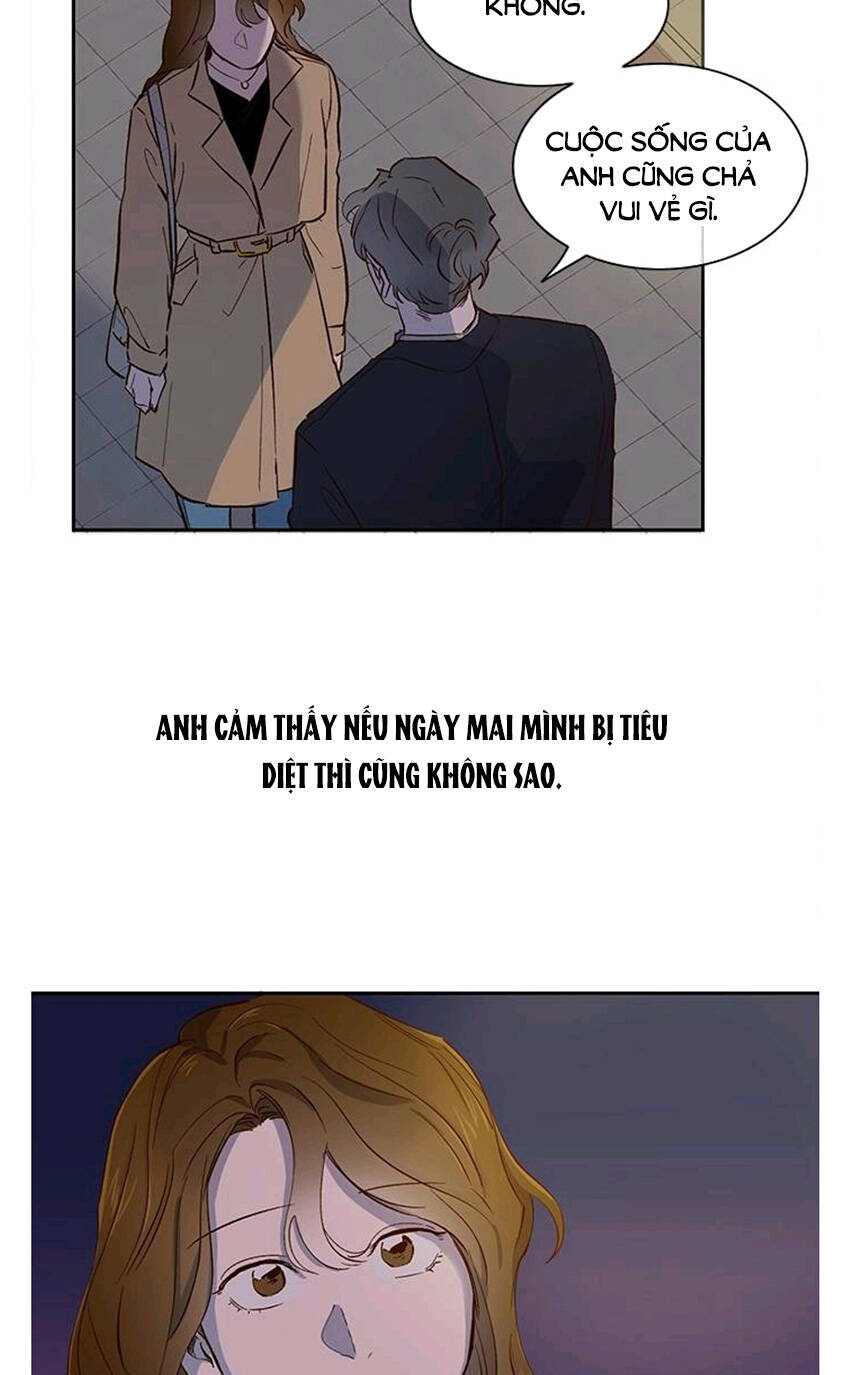 KHÔNG.
CUỘC SỐNG CỦA
ANH CŨNG CHẢ
VUI VẺ GÌ.
ANH CẢM THẤY NẾU NGÀY MAI MÌNH BỊ TIÊU
DIỆT THÌ CŨNG KHÔNG SAO.